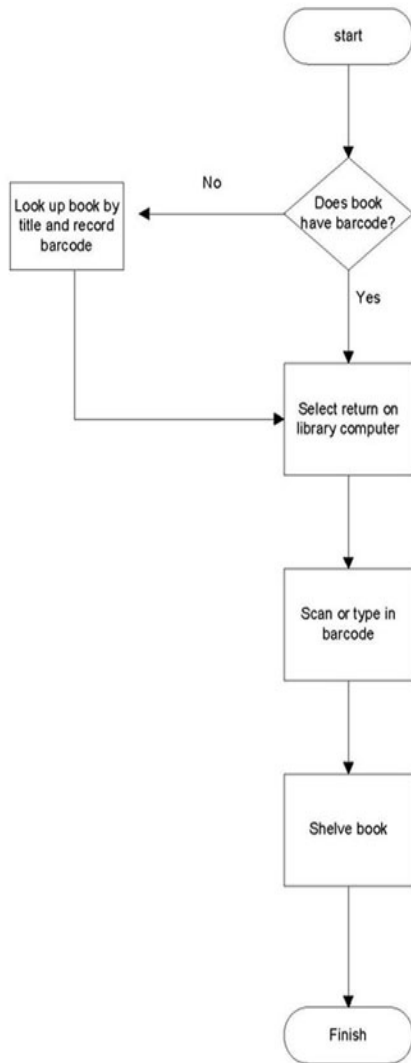 start
Does book
have barcode?
No
Look up book by
title and record
barcode
Yes
Select return on
library computer
Scan or type in
barcode
Shelve book
Finish